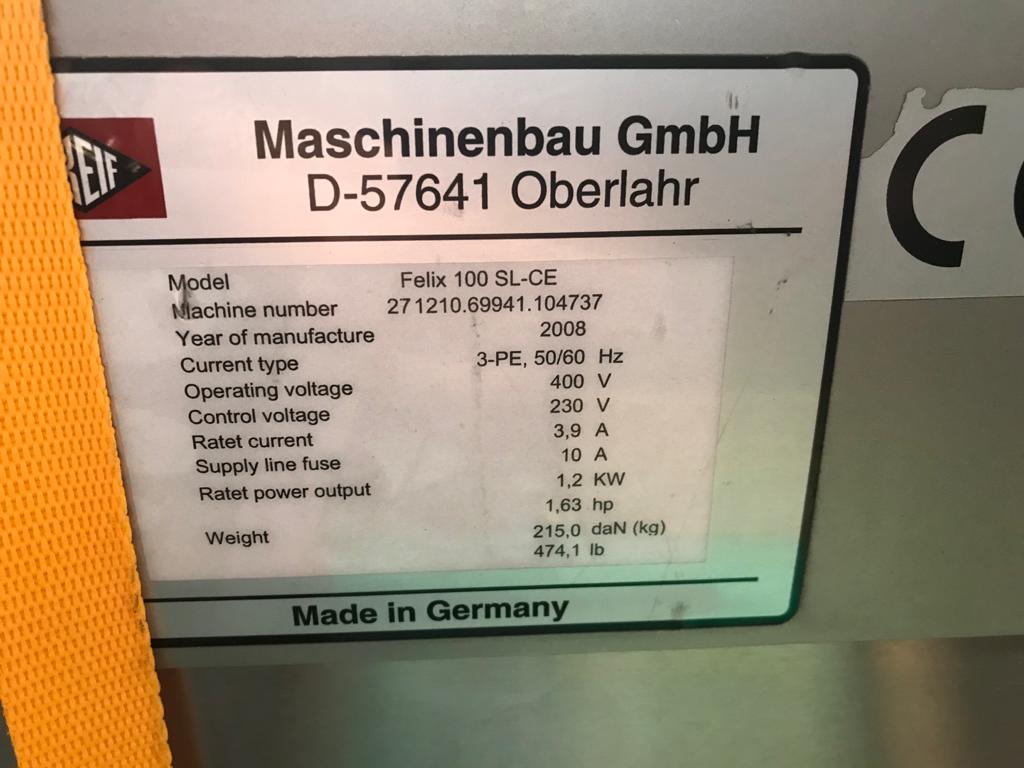 REIF
Maschinenbau GmbH
D-57641 Oberlahr
CE
Model Felix 100 SL-CE
Machine number 271210.69941.104737
Year of manufacture 2008
Current type 3-PE, 50/60 Hz
Operating voltage 400 V
Control voltage 230 V
Ratet current 3,9 A
Supply line fuse 10 A
Ratet power output 1,2 KW
1,63 hp
Weight 215,0 daN (kg)
474,1 lb
Made in Germany